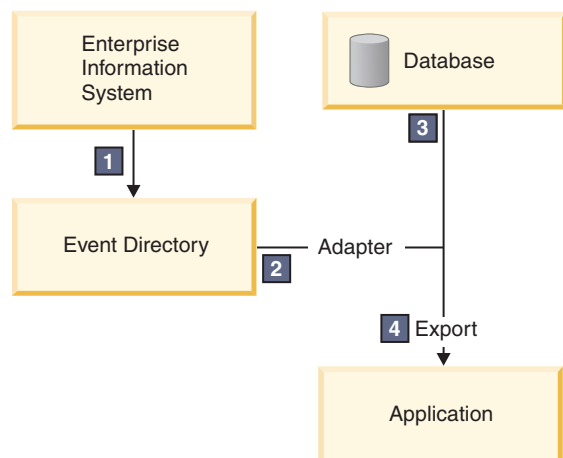 Enterprise
Information
System
Database
1
3
Event Directory
2
Adapter
4
Export
Application